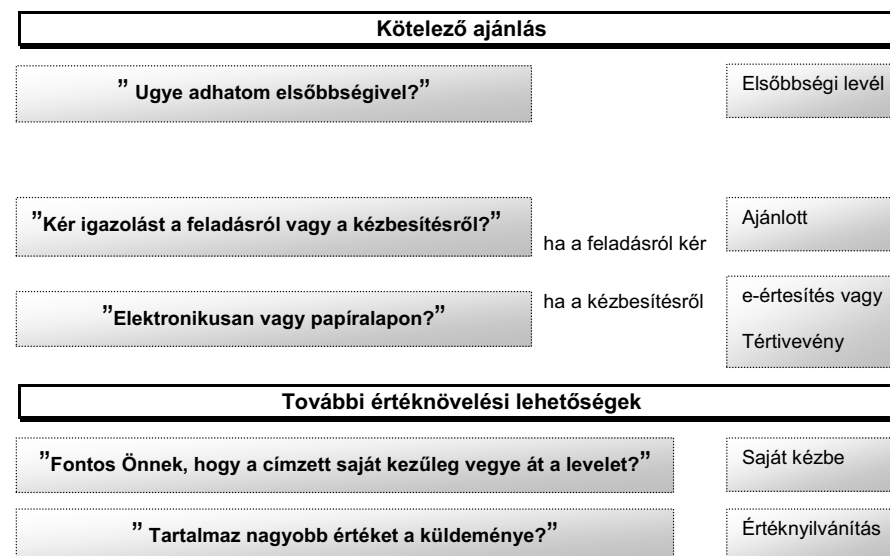 Kötelező ajánlás
” Ugye adhatom elsőbbségivel?”
Elsőbbségi levél
”Kér igazolást a feladásról vagy a kézbesítésről?”
ha a feladásról kér
Ajánlott
”Elektronikusan vagy papíralapon?”
ha a kézbesítésről
e-értesítés vagy
Tértivevény
További értéknövelési lehetőségek
”Fontos Önnek, hogy a címzett saját kezűleg vegye át a levelet?”
Saját kézbe
” Tartalmaz nagyobb értéket a küldeménye?”
Értéknyilvánítás